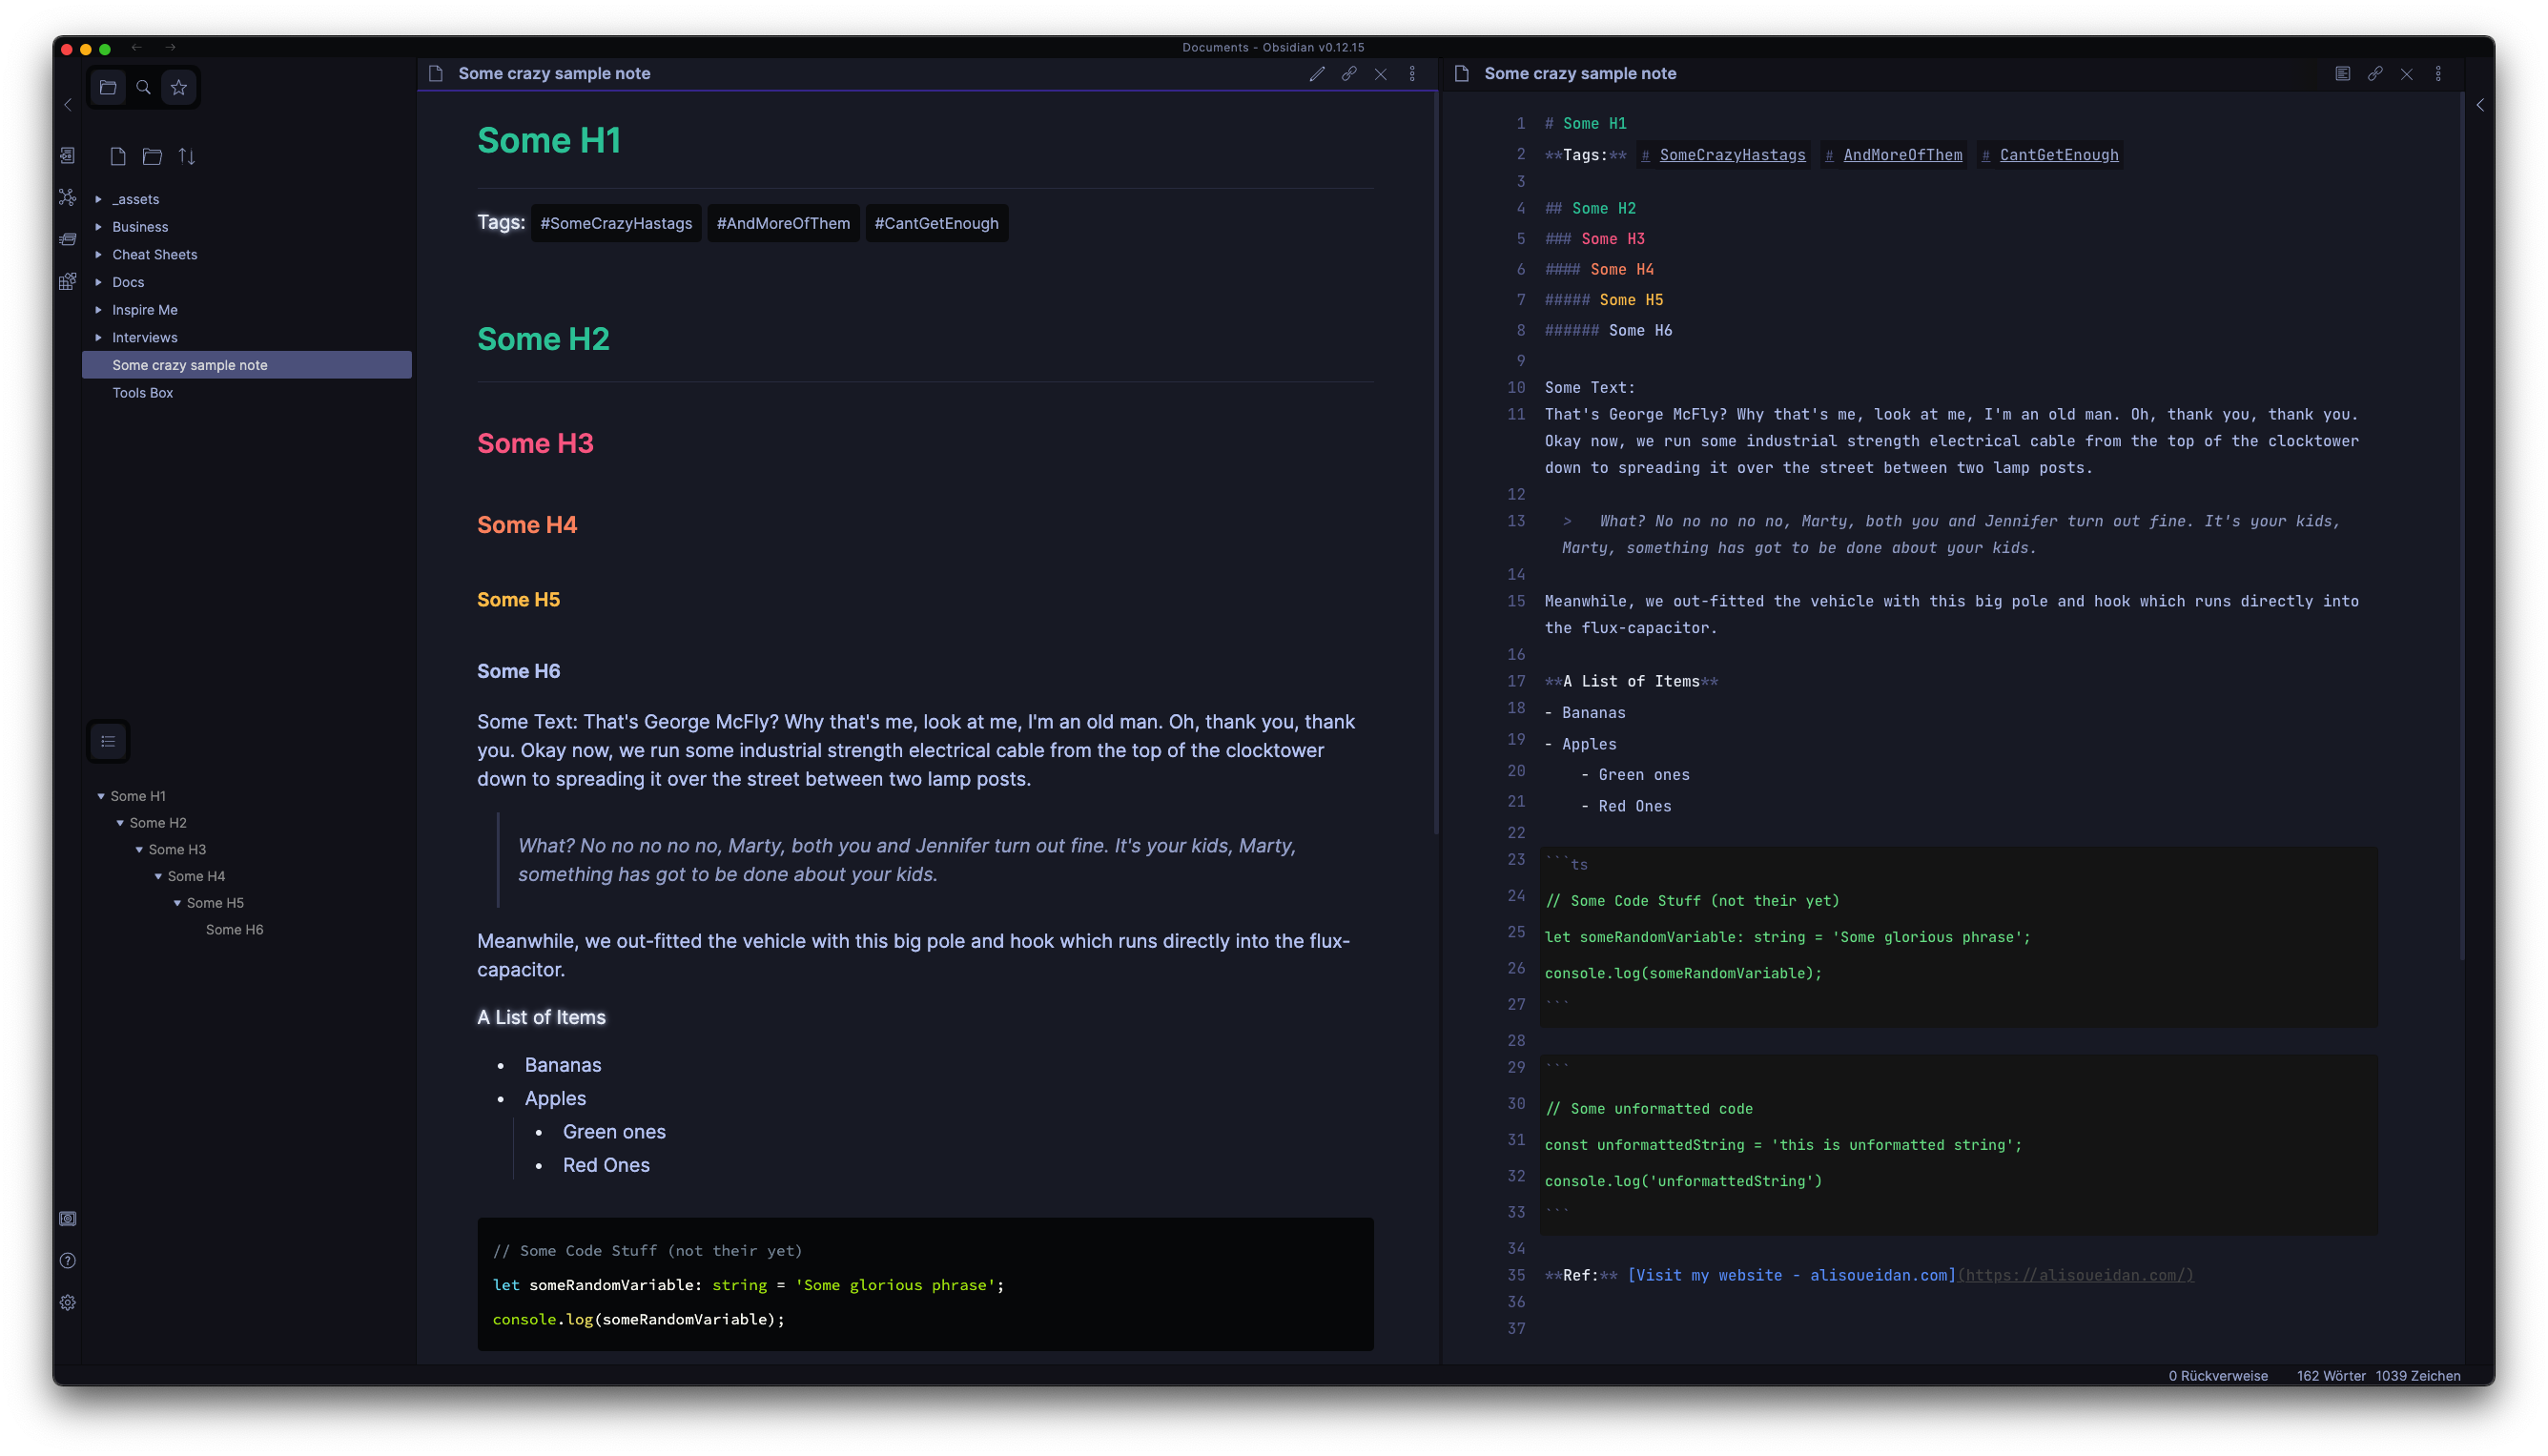 Documents - Obsidian v0.12.15
_assets
Business
Cheat Sheets
Docs
Inspire Me
Interviews
Some crazy sample note
Tools Box
Some H1
Some H2
Some H3
Some H4
Some H5
Some H6
Some crazy sample note
Some H1
Tags: #SomeCrazyHastags #AndMoreOfThem #CantGetEnough
Some H2
Some H3
Some H4
Some H5
Some H6
Some Text: That's George McFly? Why that's me, look at me, I'm an old man. Oh, thank you, thank
you. Okay now, we run some industrial strength electrical cable from the top of the clocktower
down to spreading it over the street between two lamp posts.
What? No no no no no, Marty, both you and Jennifer turn out fine. It's your kids, Marty,
something has got to be done about your kids.
Meanwhile, we out-fitted the vehicle with this big pole and hook which runs directly into the flux-
capacitor.
A List of Items
• Bananas
• Apples
• Green ones
• Red Ones
// Some Code Stuff (not their yet)
let someRandomVariable: string = 'Some glorious phrase';
console.log(someRandomVariable);
Some crazy sample note
1 # Some H1
2 **Tags:** # SomeCrazyHastags # AndMoreOfThem # CantGetEnough
3
4 ## Some H2
5 ### Some H3
6 #### Some H4
7 ##### Some H5
8 ###### Some H6
9
10 Some Text:
11 That's George McFly? Why that's me, look at me, I'm an old man. Oh, thank you, thank you.
Okay now, we run some industrial strength electrical cable from the top of the clocktower
down to spreading it over the street between two lamp posts.
12
13 > What? No no no no no, Marty, both you and Jennifer turn out fine. It's your kids,
Marty, something has got to be done about your kids.
14
15 Meanwhile, we out-fitted the vehicle with this big pole and hook which runs directly into
the flux-capacitor.
16
17 **A List of Items**
18 - Bananas
19 - Apples
20 - Green ones
21 - Red Ones
22
23 ```ts
24 // Some Code Stuff (not their yet)
25 let someRandomVariable: string = 'Some glorious phrase';
26 console.log(someRandomVariable);
27 ```
28
29 ```
30 // Some unformatted code
31 const unformattedString = 'this is unformatted string';
32 console.log('unformattedString')
33 ```
34
35 **Ref:** [Visit my website - alisoueidan.com](https://alisoueidan.com/)
36
37
0 Rückverweise 162 Wörter 1039 Zeichen